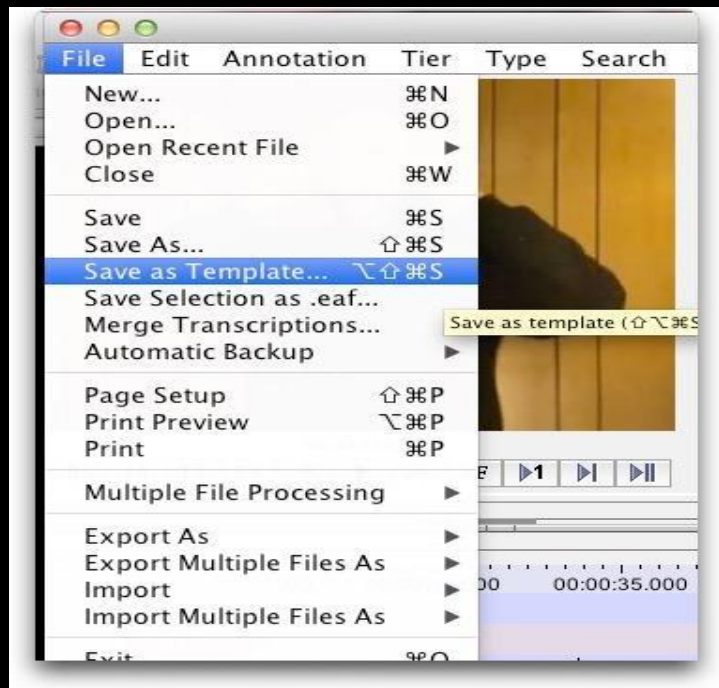 File Edit Annotation Tier Type Search
New... ⌘N
Open... ⌘O
Open Recent File ▶
Close ⌘W
Save ⌘S
Save As... ⇧⌘S
Save as Template... ⌥⇧⌘S
Save Selection as .eaf...
Merge Transcriptions...
Save as template (⇧⌥⌘S
Automatic Backup ▶
Page Setup ⇧⌘P
Print Preview ⌥⌘P
Print ⌘P
Multiple File Processing ▶
F ▶1
Export As ▶
Export Multiple Files As ▶
Import ▶
00:00:35.000
Import Multiple Files As ▶
Exit ⌘Q